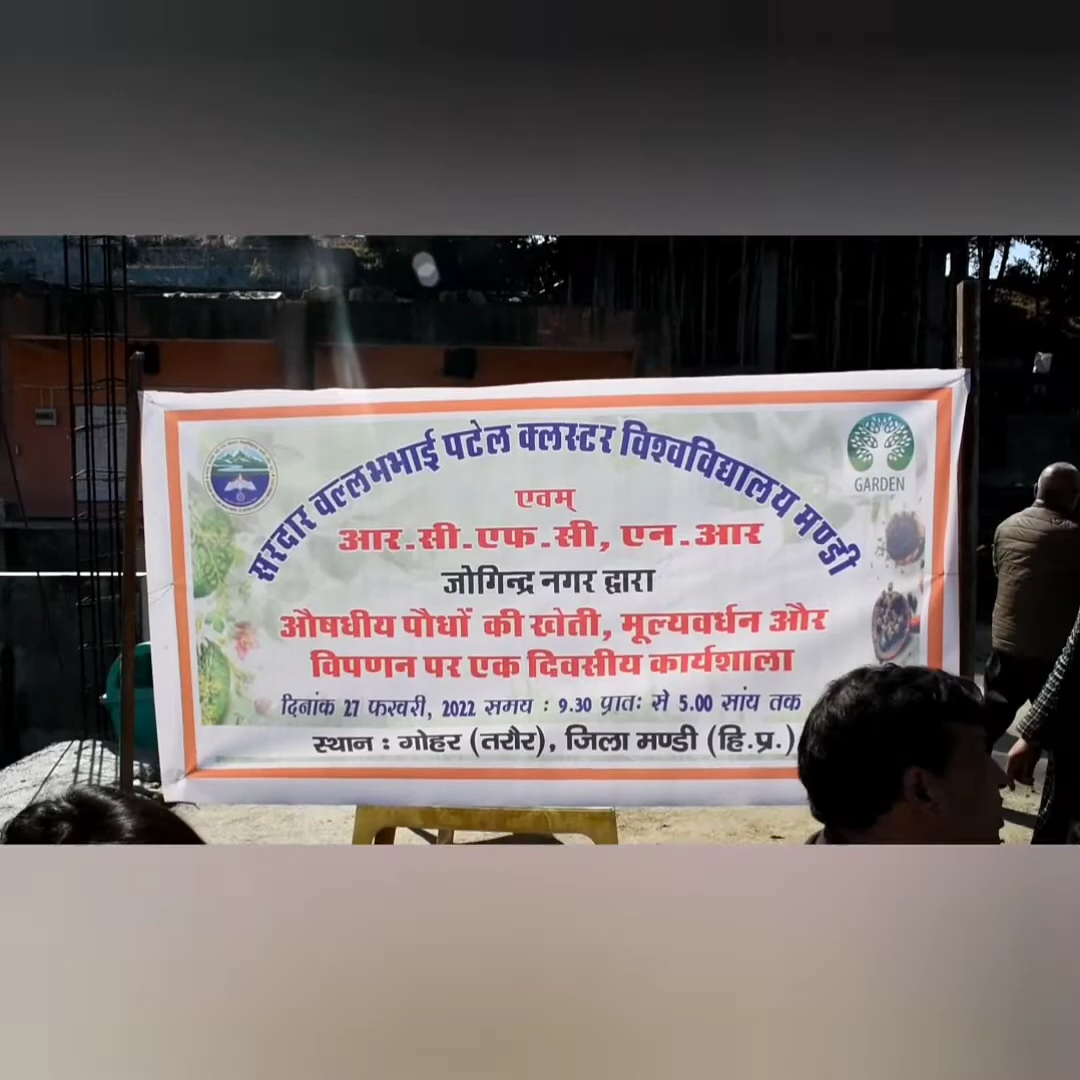 सरदार वल्लभभाई पटेल क्लस्टर विश्वविद्यालय मण्डी
GARDEN
एवम्
आर.सी.एफ.सी, एन.आर
जोगिन्द्र नगर द्वारा
औषधीय पौधों की खेती, मूल्यवर्धन और
विपणन पर एक दिवसीय कार्यशाला
दिनांक 27 फरवरी, 2022 समय : 9.30 प्रातः से 5.00 सांय तक
स्थान : गोहर (तरौर), जिला मण्डी (हि.प्र.)